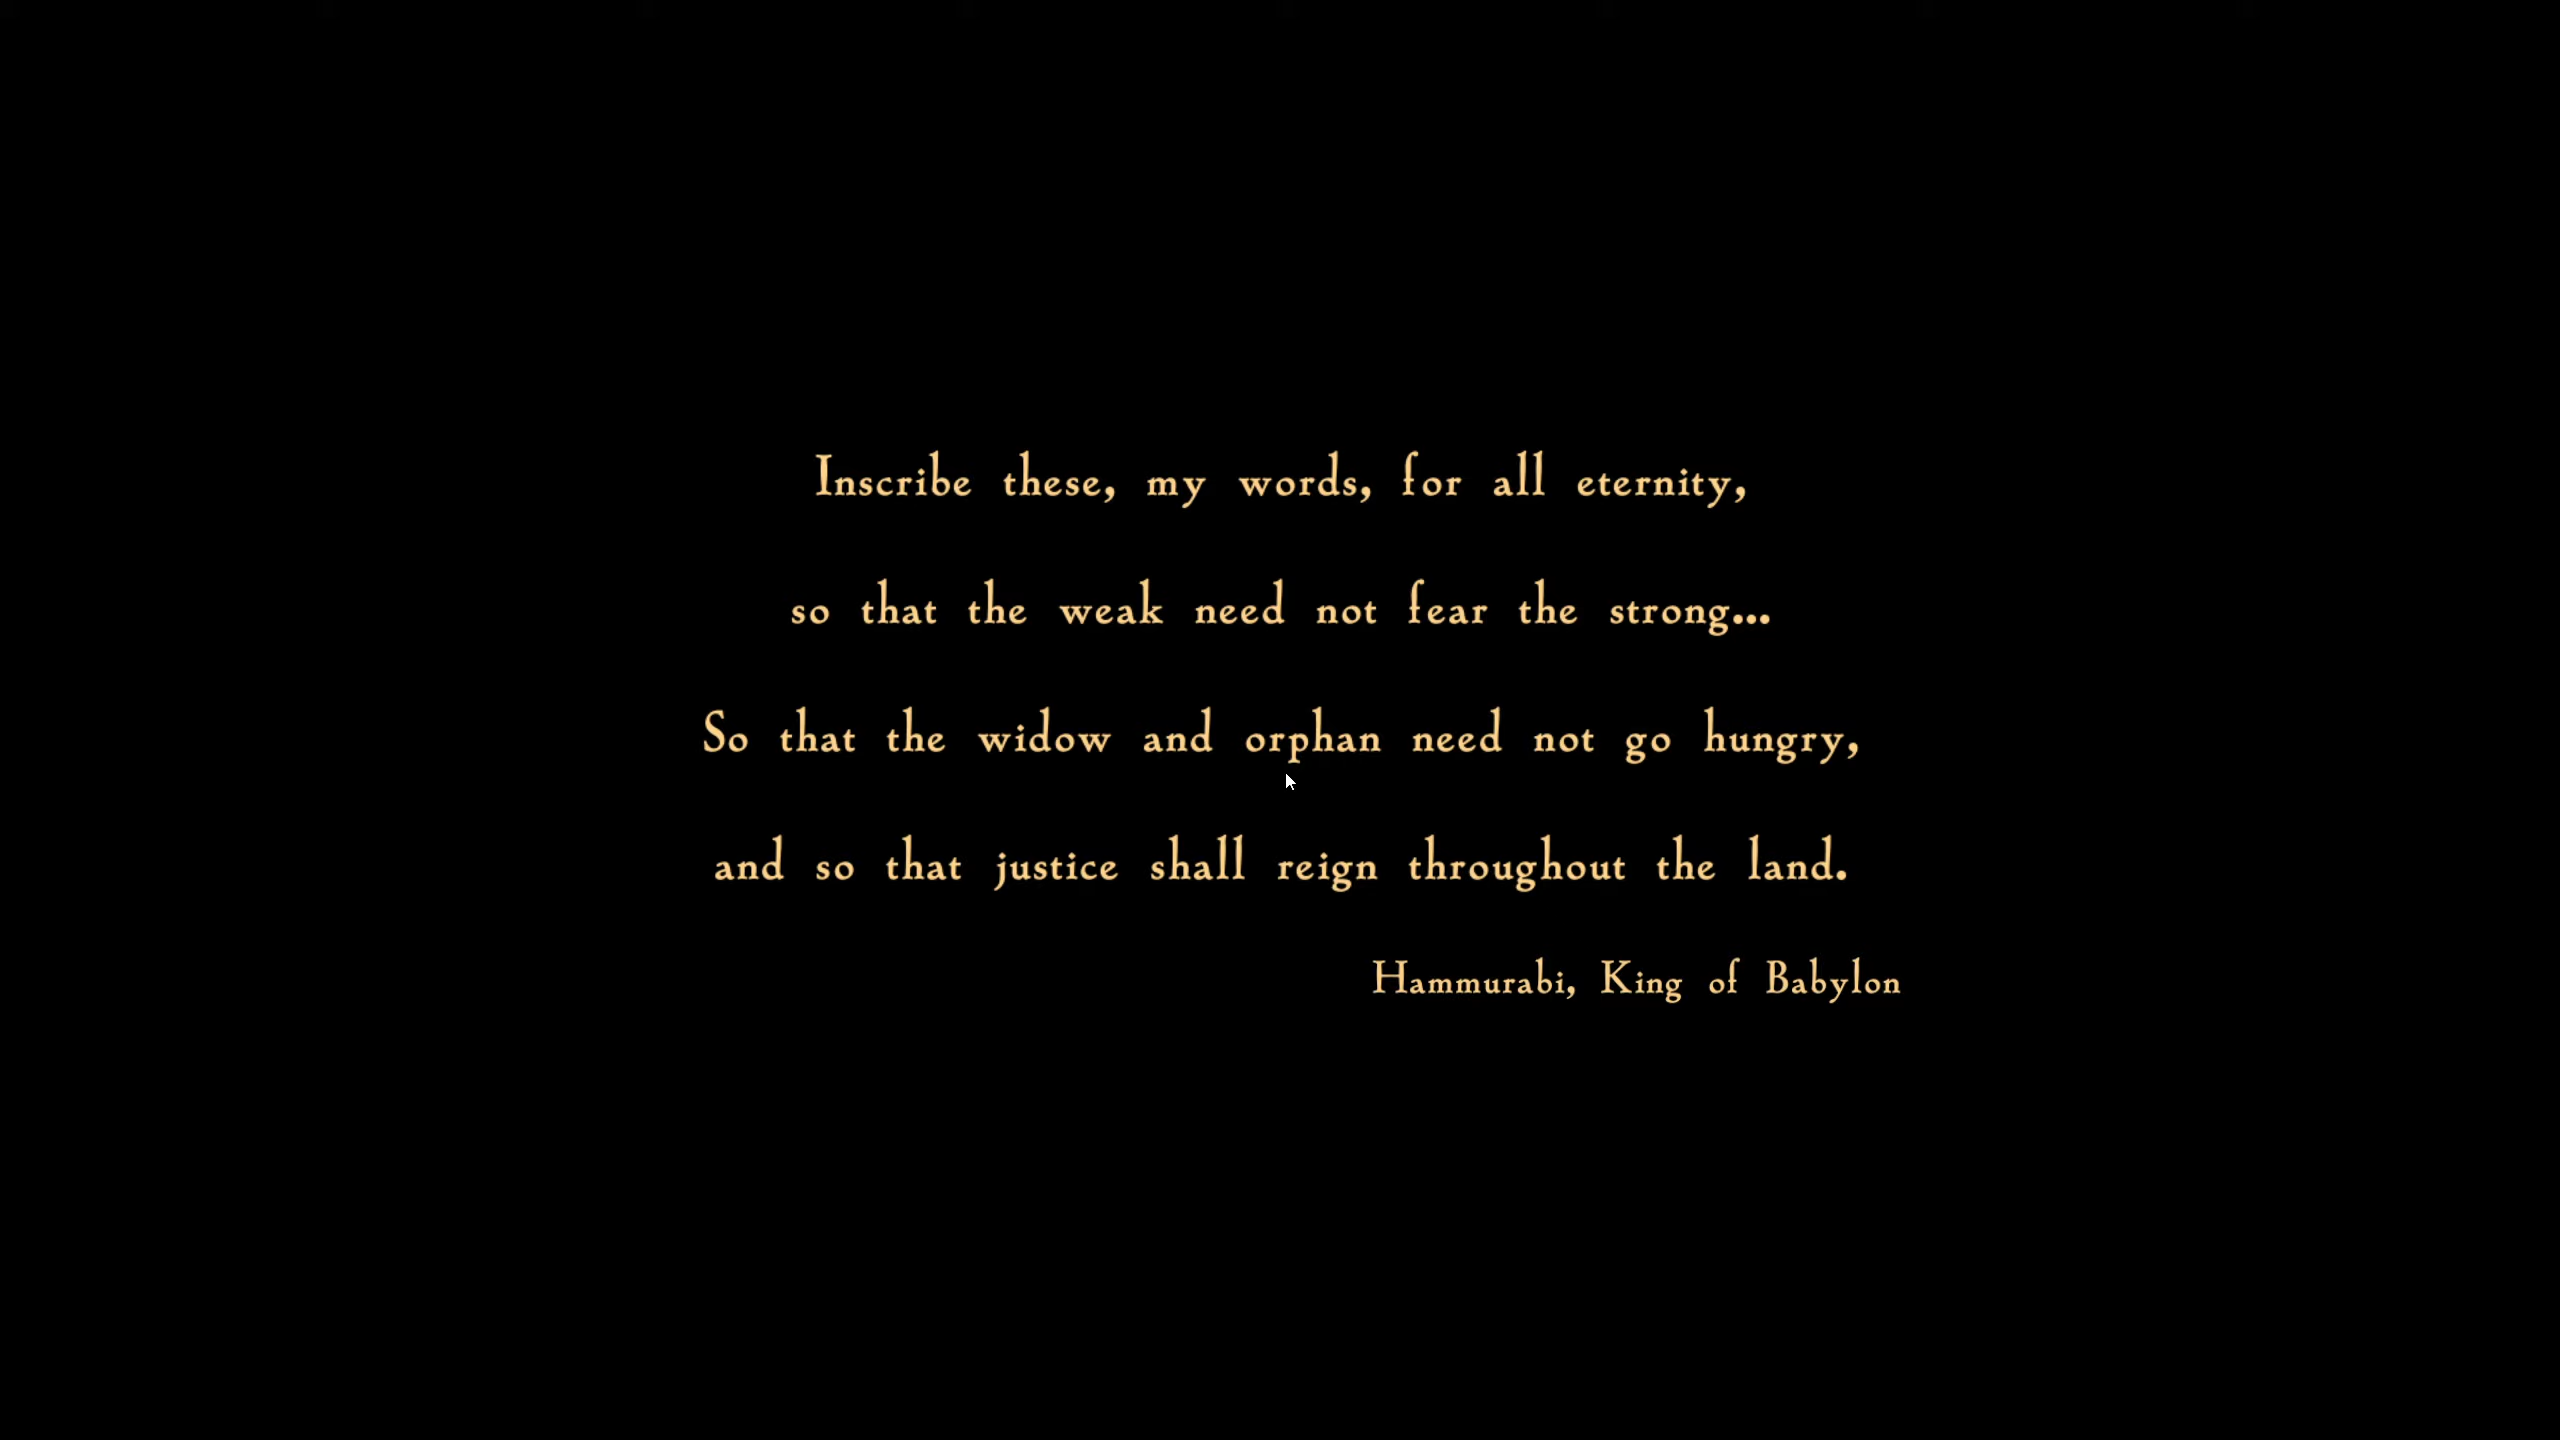 Inscribe these, my words, for all eternity,
so that the weak need not fear the strong...
So that the widow and orphan need not go hungry,
and so that justice shall reign throughout the land.
Hammurabi, King of Babylon